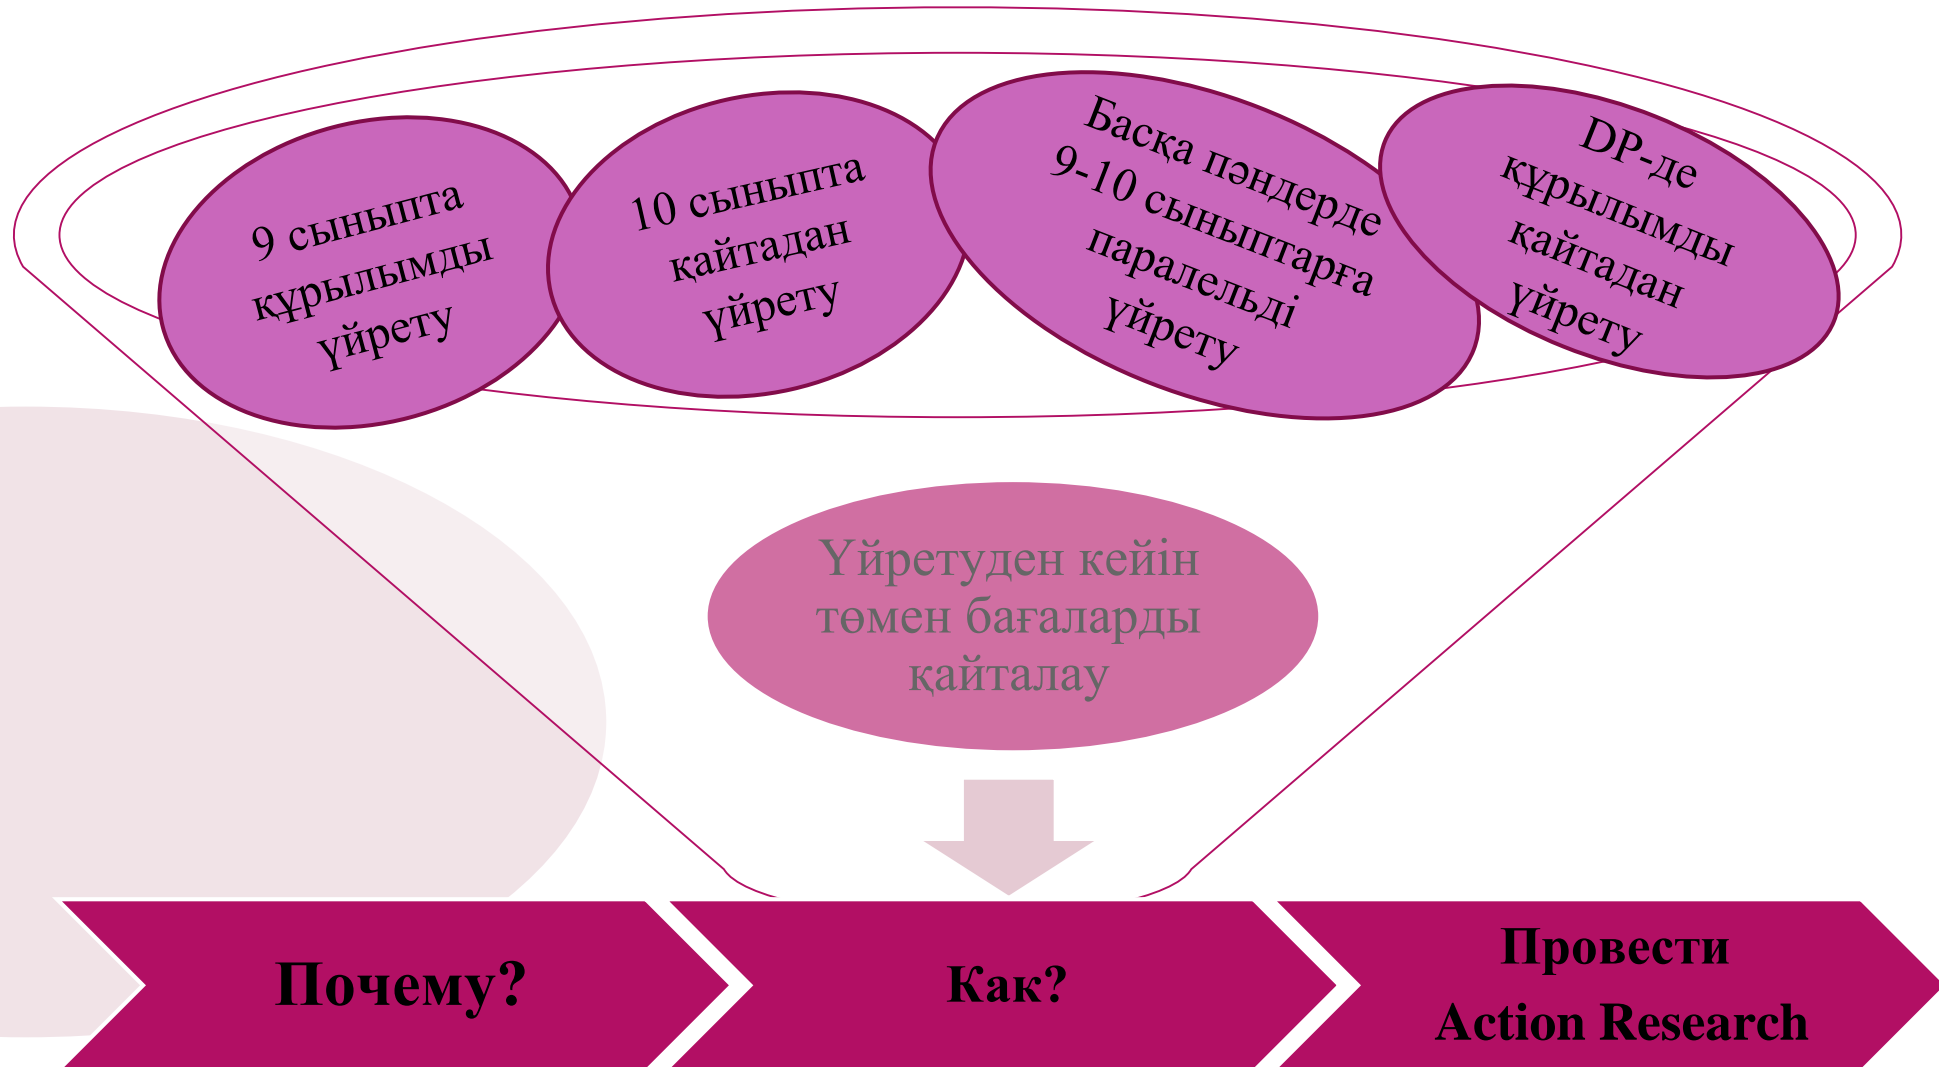 9 сыныпта
құрылымды
үйрету
10 сыныпта
қайтадан
үйрету
Басқа пәндерде
9-10 сыныптарға
паралельді
үйрету
DP-де
құрылымды
қайтадан
үйрету
Үйретуден кейін
төмен бағаларды
қайталау
Почему?
Как?
Провести
Action Research